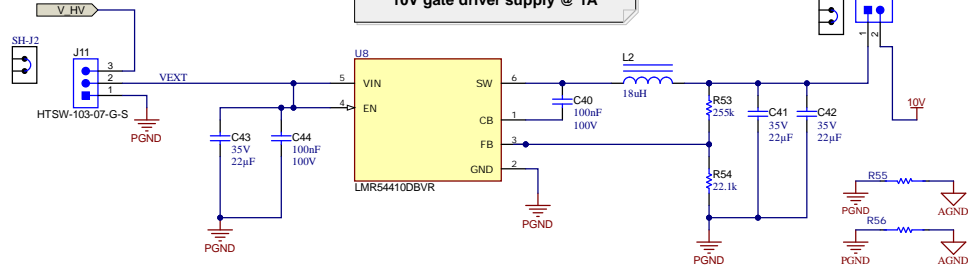 10V gate driver supply @ 1A
V_HV
SH-J2
J11
3
2
1
HTSW-103-07-G-S
PGND
VEXT
C43
35V
22µF
C44
100nF
100V
PGND
U8
5
VIN
4
EN
SW
6
CB
1
FB
3
GND
2
LMR54410DBVR
C40
100nF
100V
PGND
L2
18uH
R53
255k
R54
22.1k
PGND
C41
35V
22µF
C42
35V
22µF
1
2
10V
R55
PGND
AGND
R56
PGND
AGND